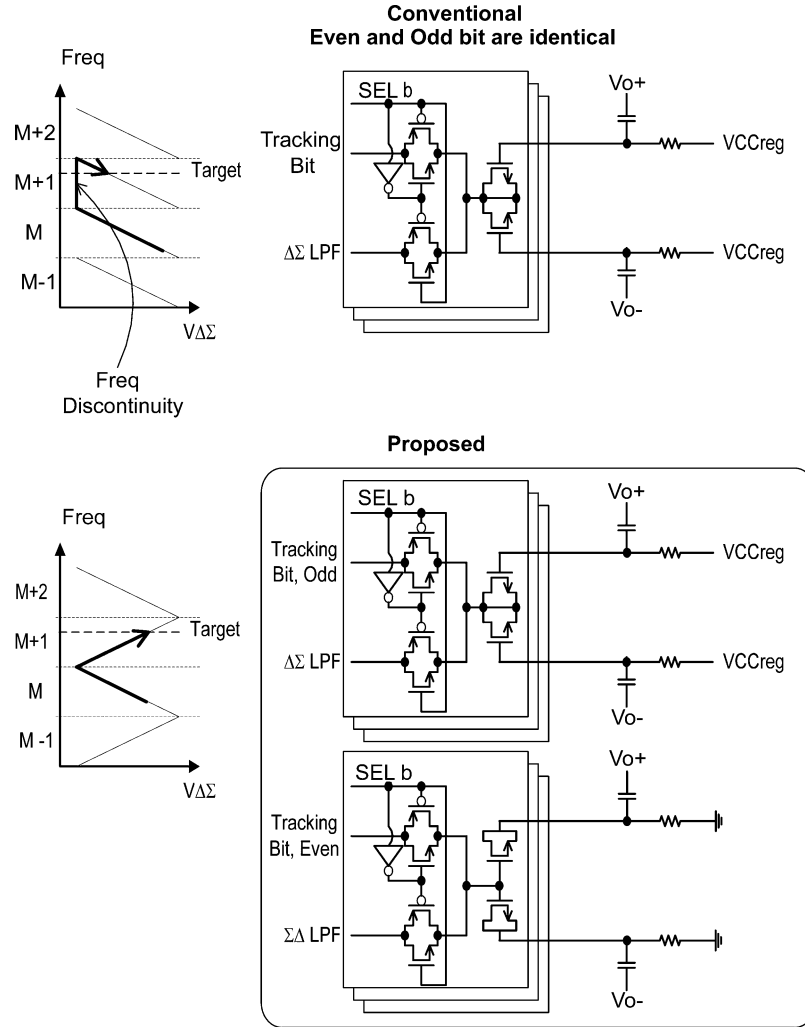 Conventional
Even and Odd bit are identical
Freq
M+2
M+1
M
M-1
Target
VΔΣ
Freq
Discontinuity
SEL b
Tracking
Bit
ΔΣ LPF
Vo+
VCCreg
VCCreg
Vo-
Proposed
Freq
M+2
M+1
M
M -1
Target
VΔΣ
SEL b
Tracking
Bit, Odd
ΔΣ LPF
Vo+
VCCreg
VCCreg
Vo-
SEL b
Tracking
Bit, Even
ΣΔ LPF
Vo+
Vo-